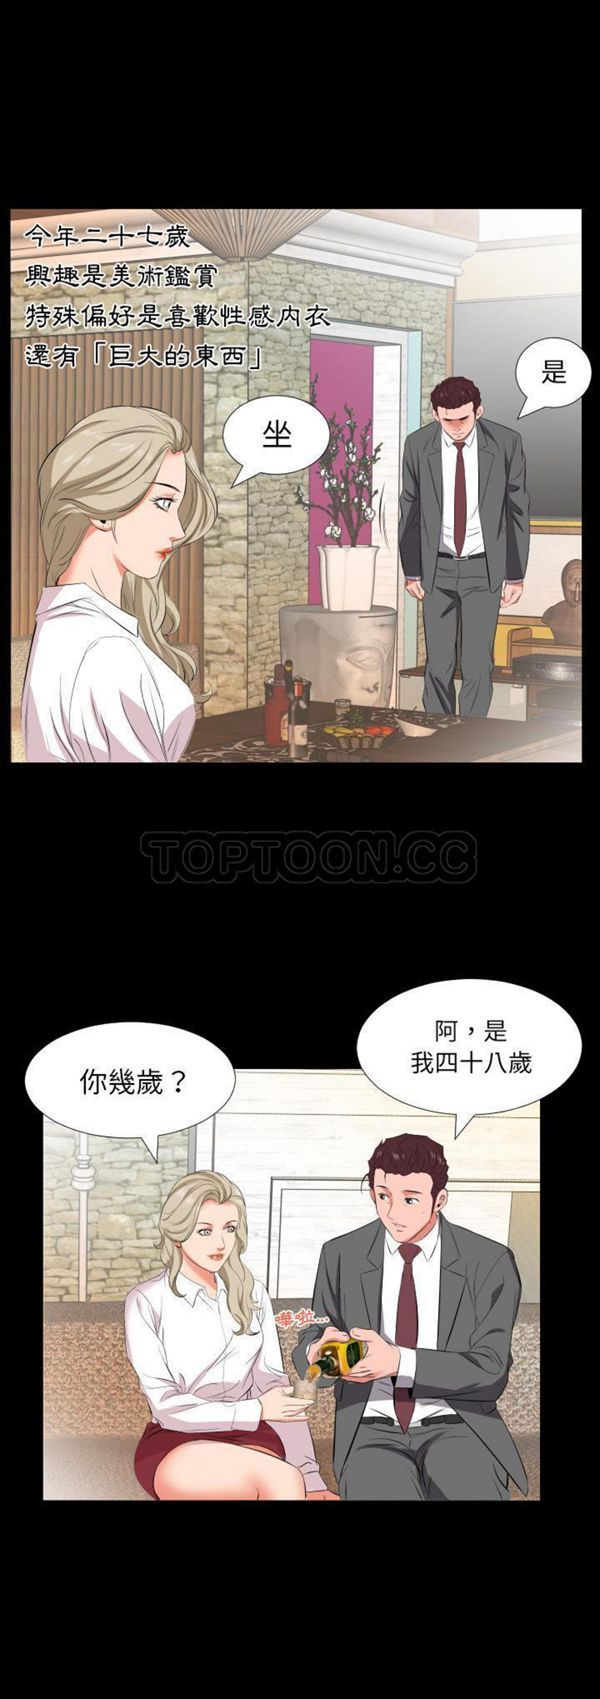 今年二十七歲
興趣是美術鑑賞
特殊偏好是喜歡性感内衣
還有「巨大的東西」
是
坐
TOPTOON.CC
阿，是
我四十八歲
你幾歲？
嘩啦…